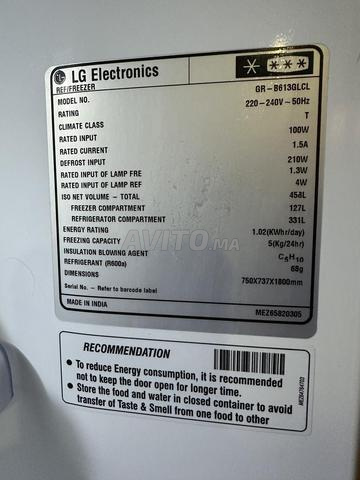 LG Electronics
REF/FREEZER
MODEL NO. GR-B613GLCL
RATING 220-240V~50Hz
CLIMATE CLASS T
RATED INPUT 100W
RATED CURRENT 1.5A
DEFROST INPUT 210W
RATED INPUT OF LAMP FRE 1.3W
RATED INPUT OF LAMP REF 4W
ISO NET VOLUME - TOTAL 458L
FREEZER COMPARTMENT 127L
REFRIGERATOR COMPARTMENT 331L
ENERGY RATING 1.02(KWhr/day)
FREEZING CAPACITY 5(Kg/24hr)
INSULATION BLOWING AGENT C5H10
REFRIGERANT (R600a) 68g
DIMENSIONS 750X737X1800mm
Serial No. - Refer to barcode label
MADE IN INDIA MEZ65820305
AVITO.MA
RECOMMENDATION
• To reduce Energy consumption, it is recommended
not to keep the door open for longer time.
• Store the food and water in closed container to avoid
transfer of Taste & Smell from one food to other
MEZ64764703